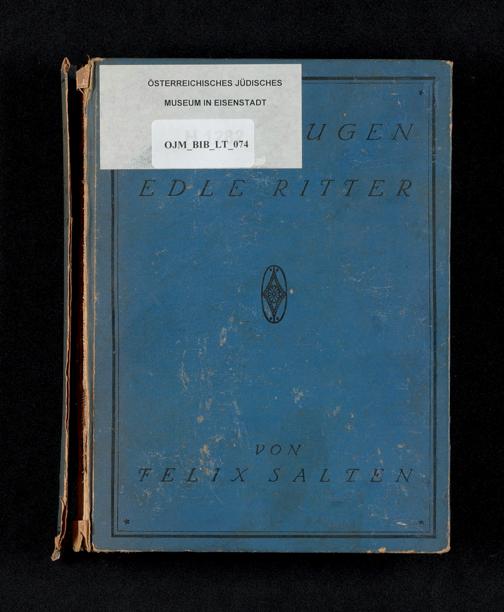 ÖSTERREICHISCHES JÜDISCHES
MUSEUM IN EISENSTADT
OJM_BIB_LT_074
UGEN
EDLE RITTER
VON
FELIX SALTEN